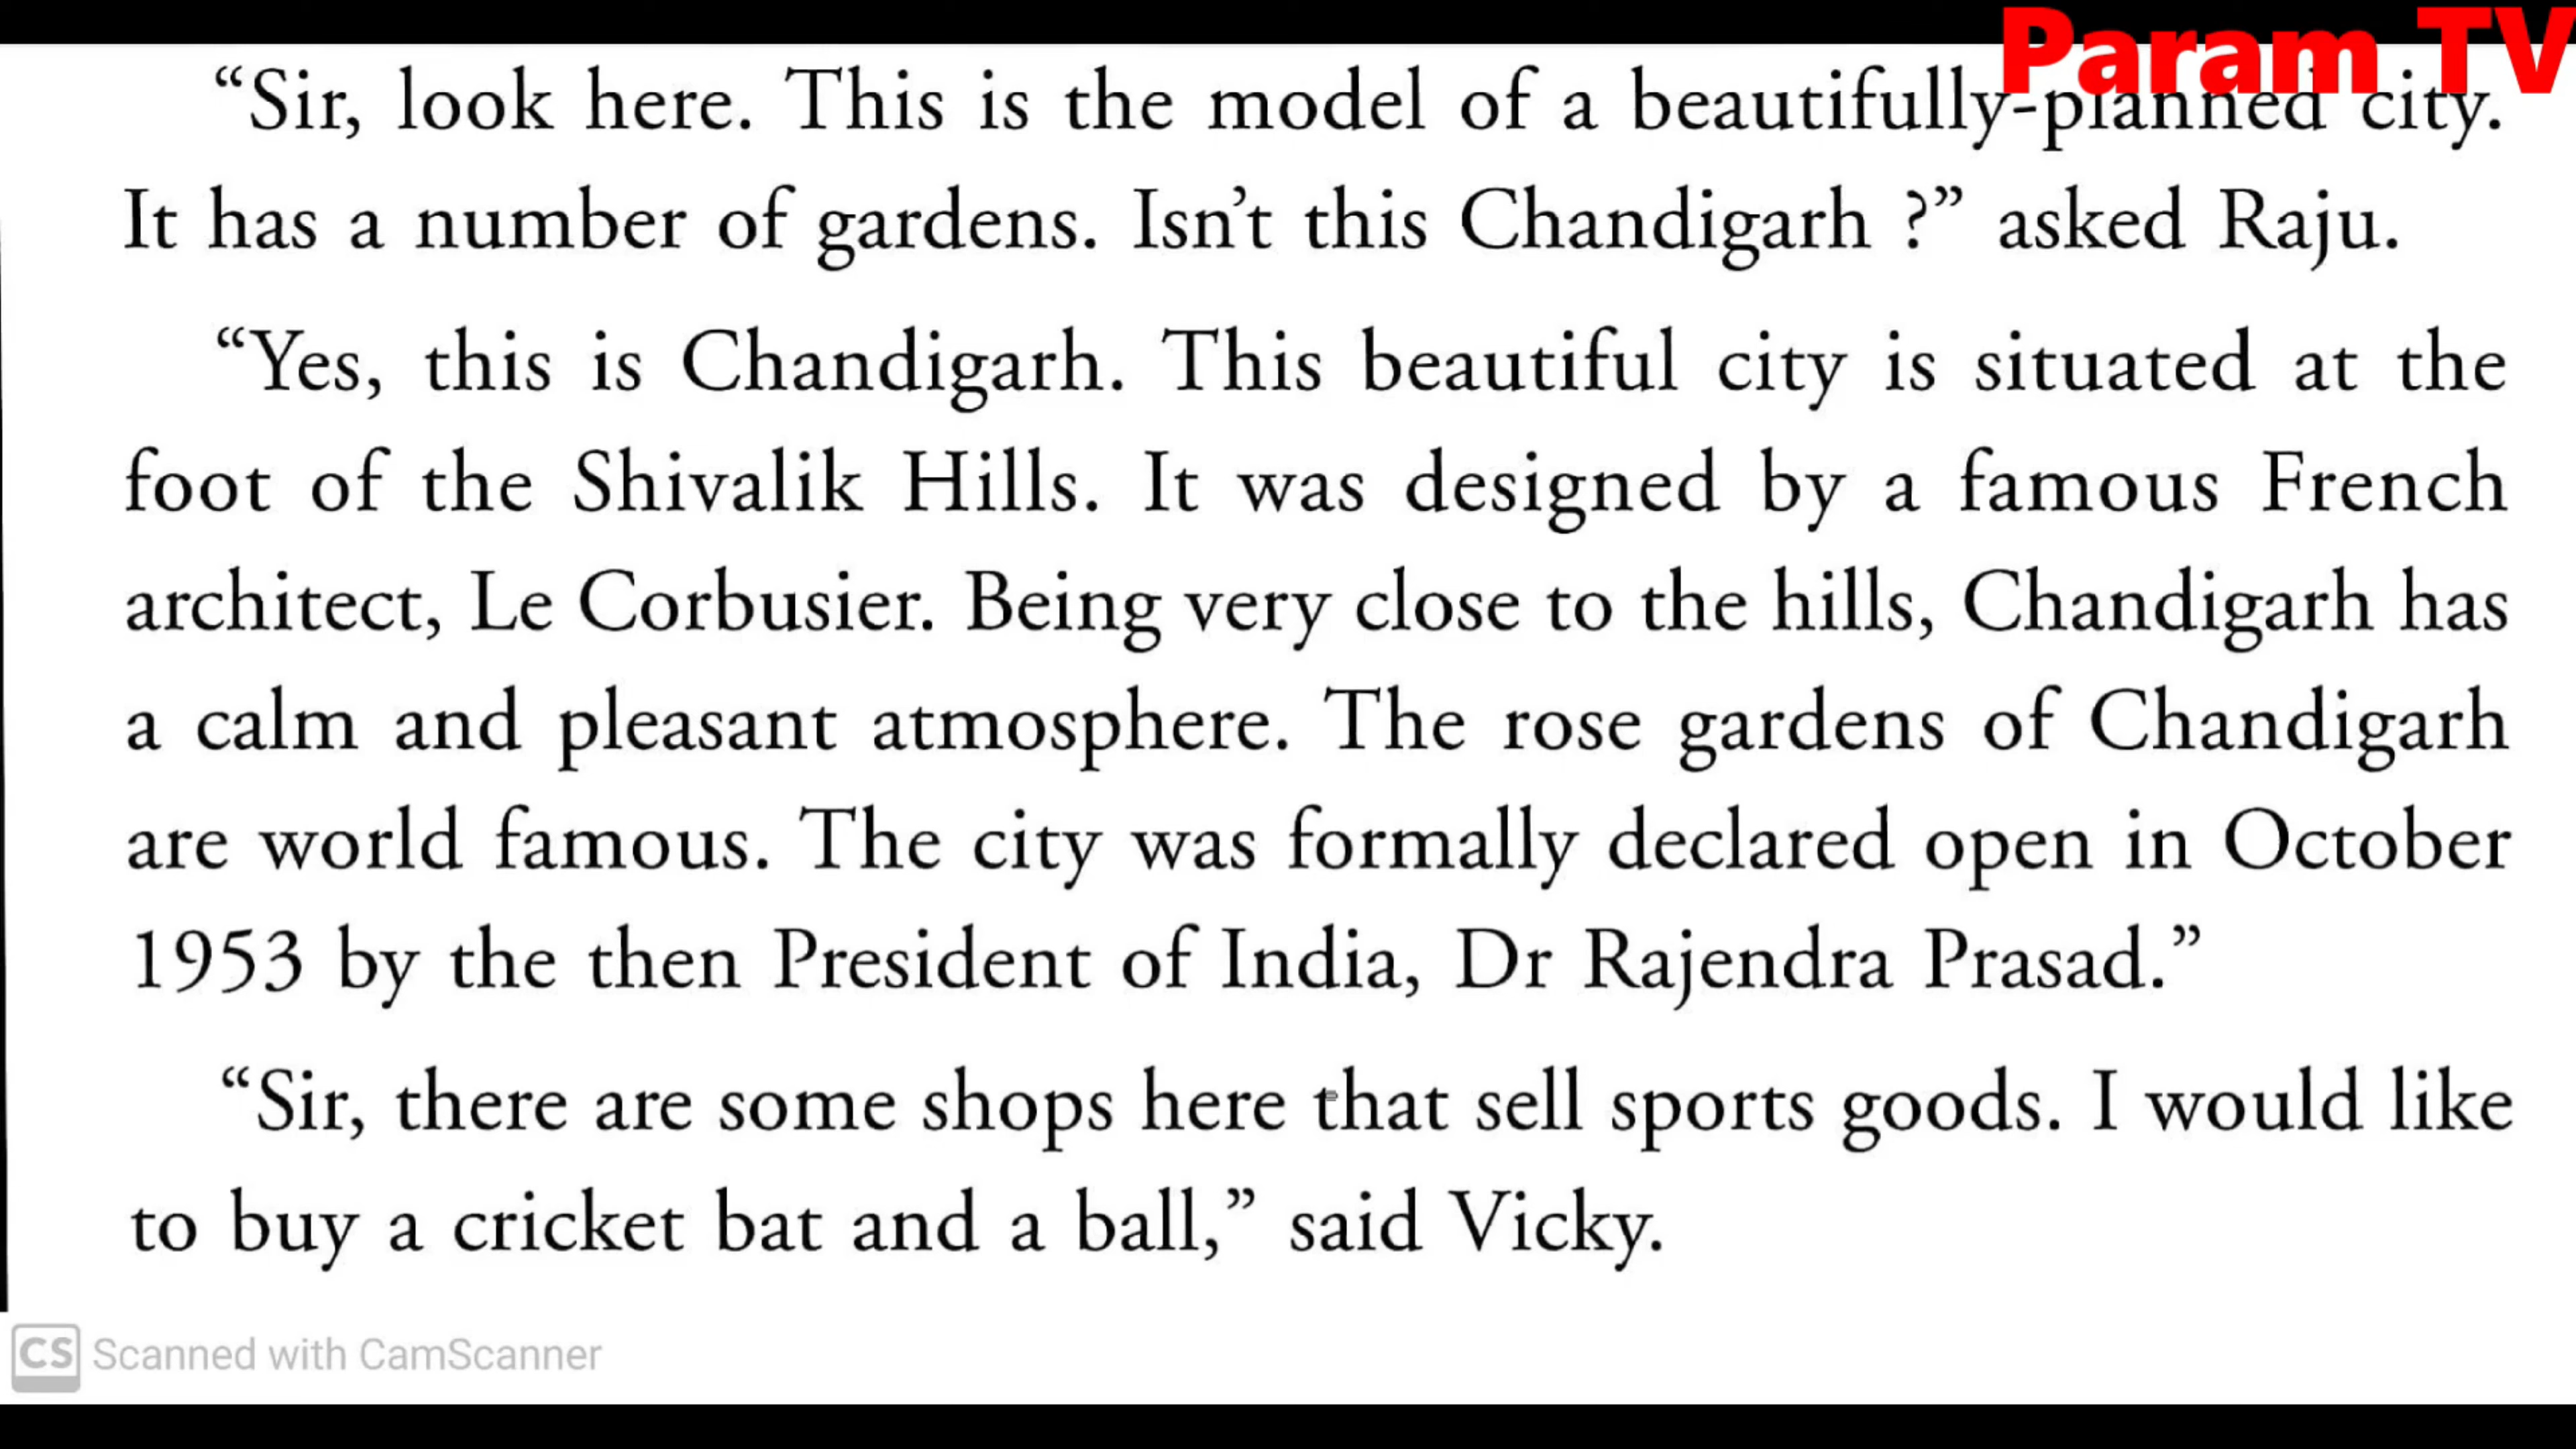 Param TV
“Sir, look here. This is the model of a beautifully-planned city.
It has a number of gardens. Isn’t this Chandigarh ?” asked Raju.
“Yes, this is Chandigarh. This beautiful city is situated at the
foot of the Shivalik Hills. It was designed by a famous French
architect, Le Corbusier. Being very close to the hills, Chandigarh has
a calm and pleasant atmosphere. The rose gardens of Chandigarh
are world famous. The city was formally declared open in October
1953 by the then President of India, Dr Rajendra Prasad.”
“Sir, there are some shops here that sell sports goods. I would like
to buy a cricket bat and a ball,” said Vicky.
CS Scanned with CamScanner